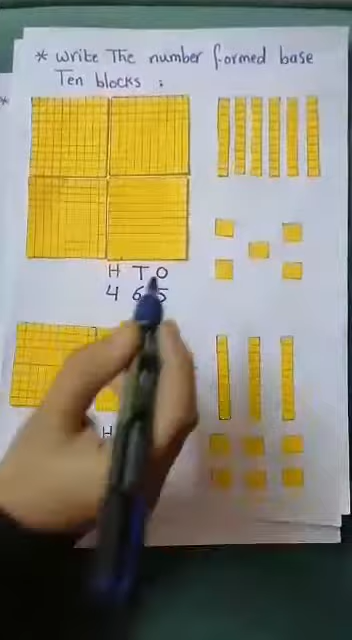 * Write The number formed base
Ten blocks :
*
H T O
4 6 5
H